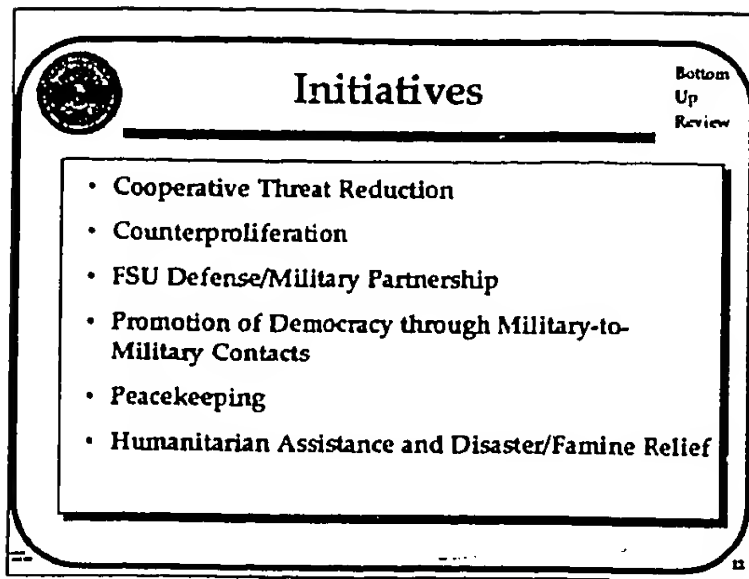 Initiatives
Bottom
Up
Review
• Cooperative Threat Reduction
• Counterproliferation
• FSU Defense/Military Partnership
• Promotion of Democracy through Military-to-
Military Contacts
• Peacekeeping
• Humanitarian Assistance and Disaster/Famine Relief
12